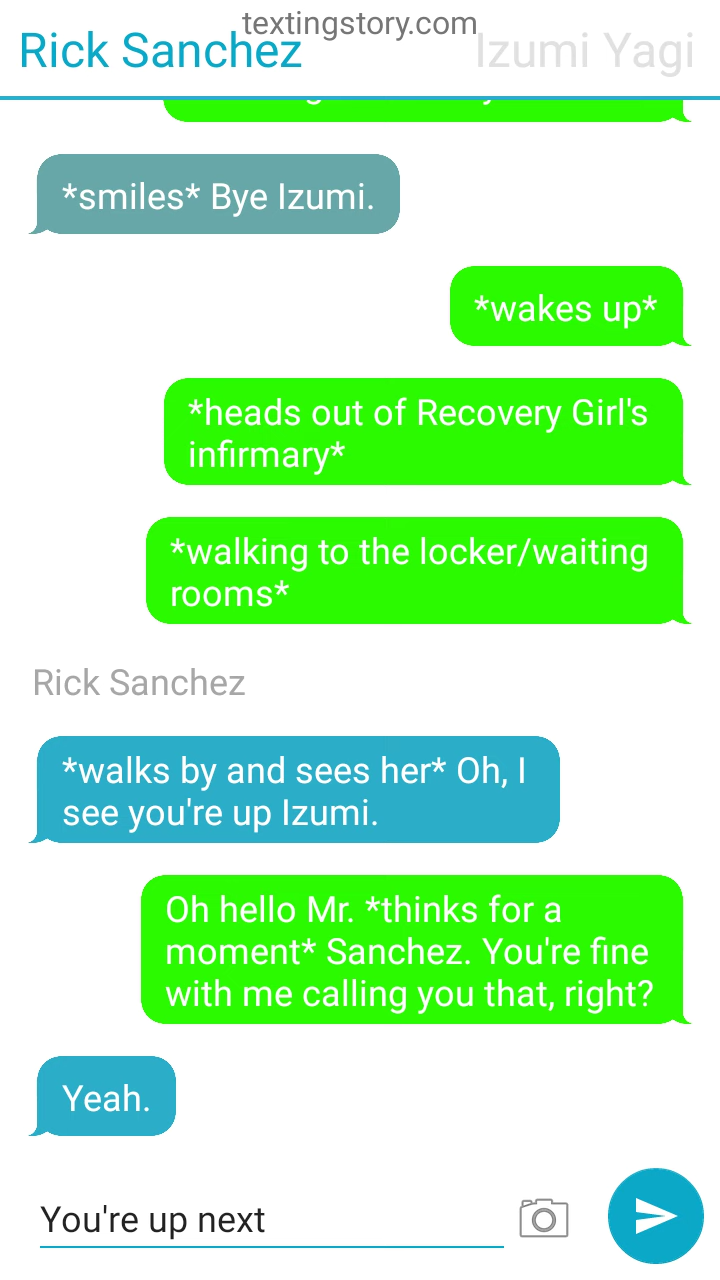 textingstory.com
Rick Sanchez
Izumi Yagi
*smiles* Bye Izumi.
*wakes up*
*heads out of Recovery Girl's
infirmary*
*walking to the locker/waiting
rooms*
Rick Sanchez
*walks by and sees her* Oh, I
see you're up Izumi.
Oh hello Mr. *thinks for a
moment* Sanchez. You're fine
with me calling you that, right?
Yeah.
You're up next